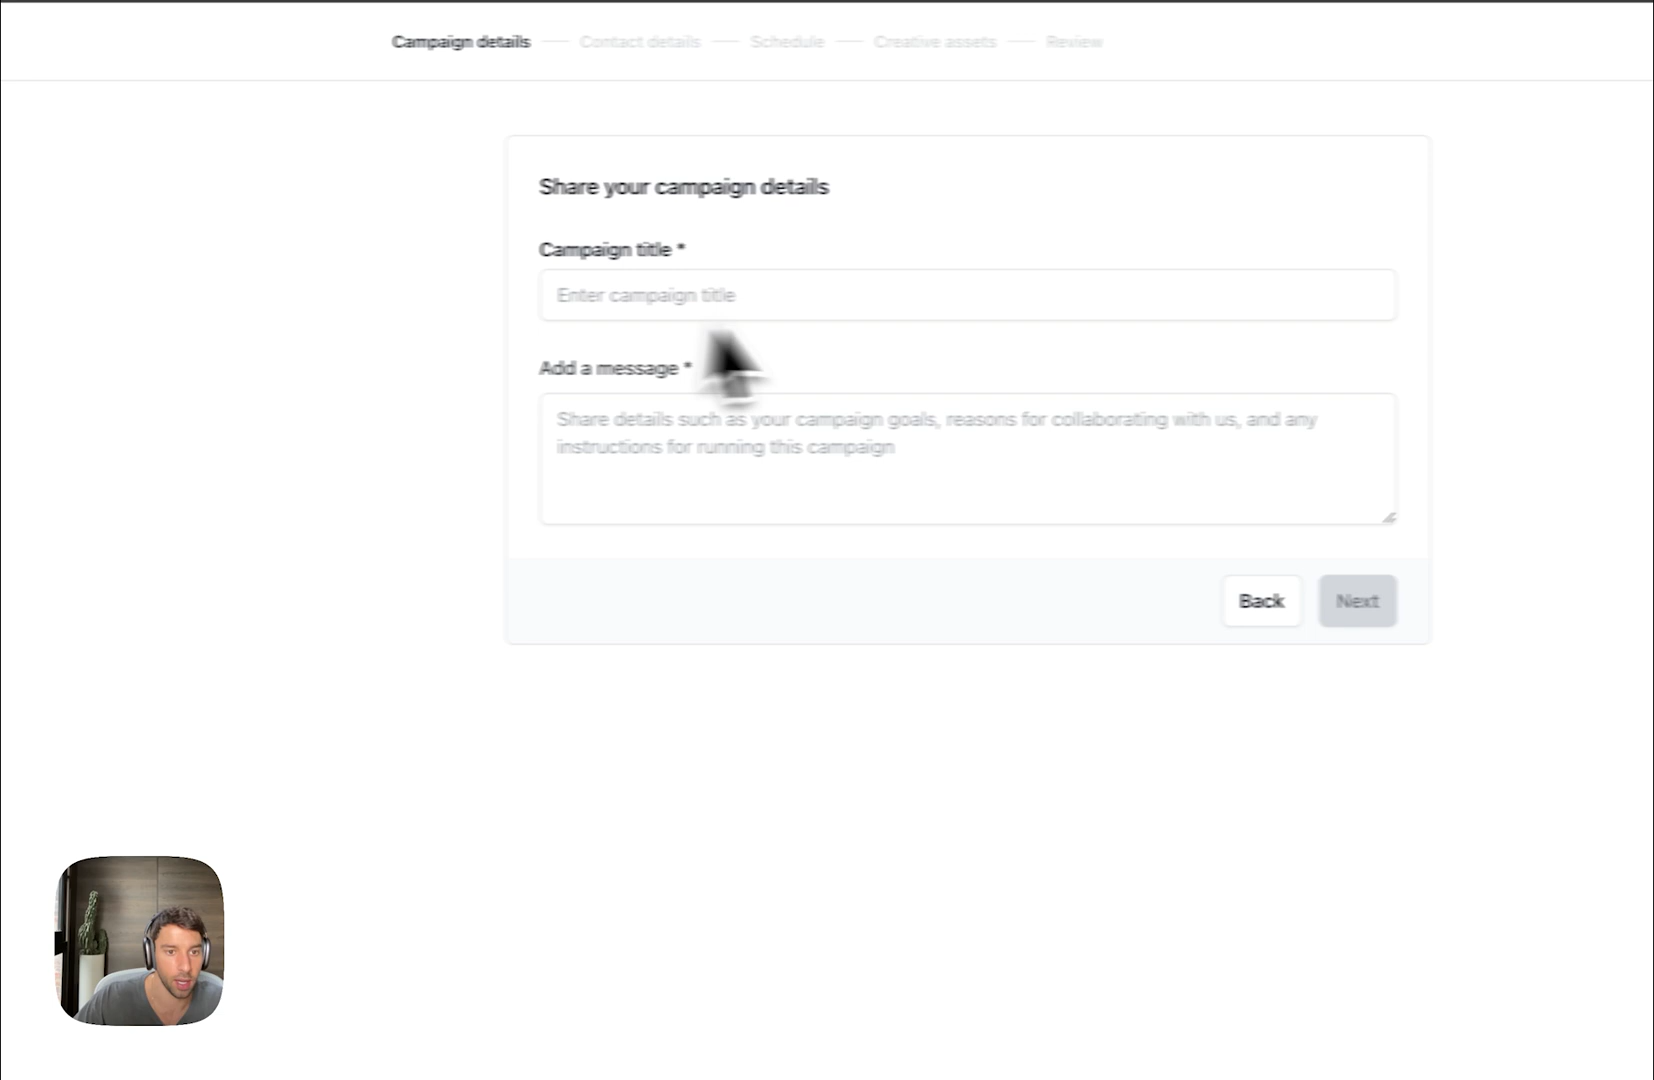 Campaign details — Contact details — Schedule — Creative assets — Review
Share your campaign details
Campaign title *
Enter campaign title
Add a message *
Share details such as your campaign goals, reasons for collaborating with us, and any
instructions for running this campaign
Back Next